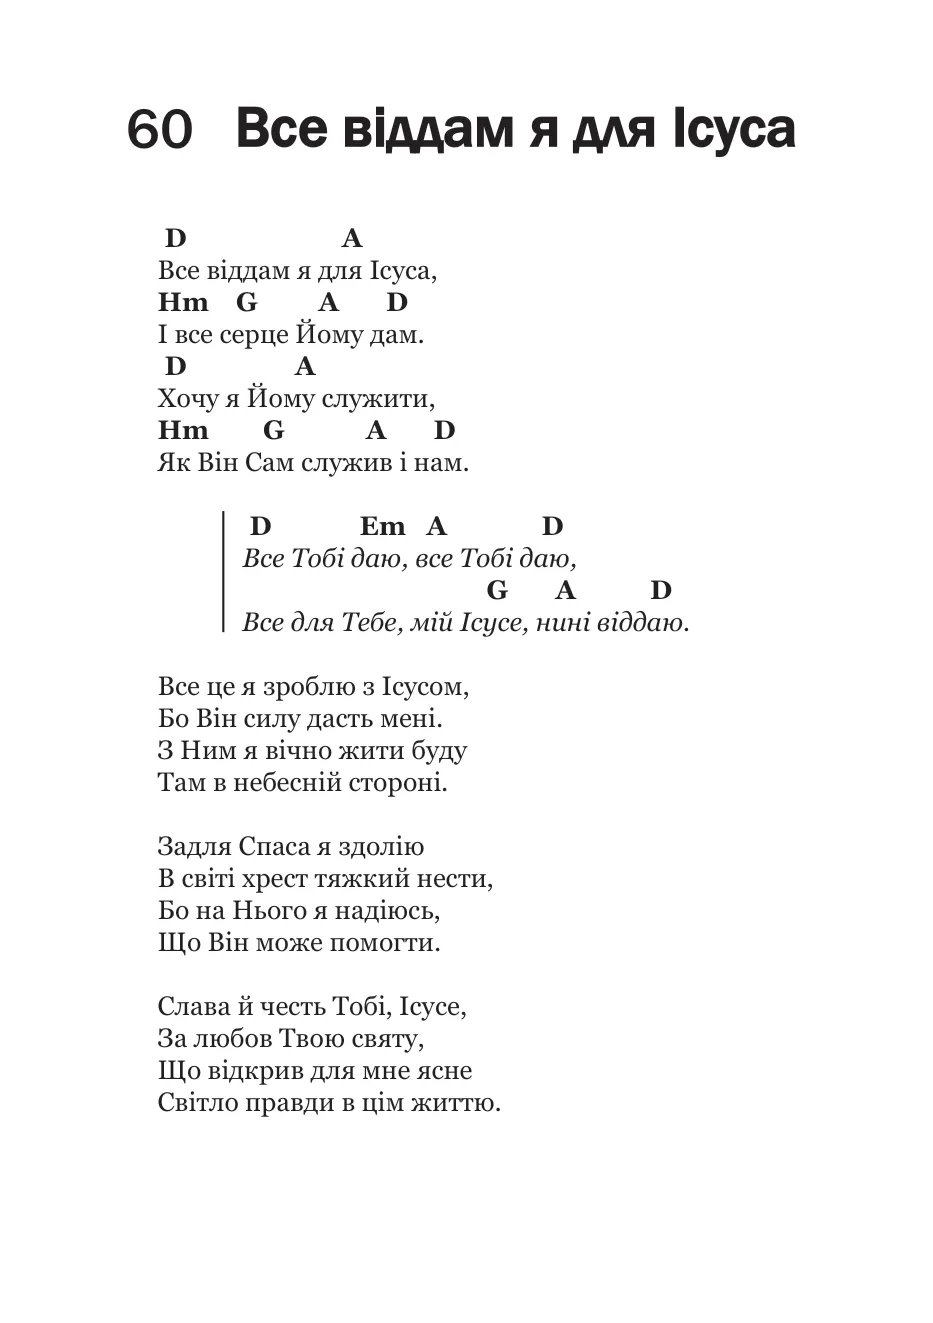 60 Все віддам я для Ісуса
D A
Все віддам я для Ісуса,
Hm G A D
І все серце Йому дам.
D A
Хочу я Йому служити,
Hm G A D
Як Він Сам служив і нам.
D Em A D
Все Тобі даю, все Тобі даю,
G A D
Все для Тебе, мій Ісусе, нині віддаю.
Все це я зроблю з Ісусом,
Бо Він силу дасть мені.
З Ним я вічно жити буду
Там в небесній стороні.
Задля Спаса я здолію
В світі хрест тяжкий нести,
Бо на Нього я надіюсь,
Що Він може помогти.
Слава й честь Тобі, Ісусе,
За любов Твою святу,
Що відкрив для мне ясне
Світло правди в цім життю.